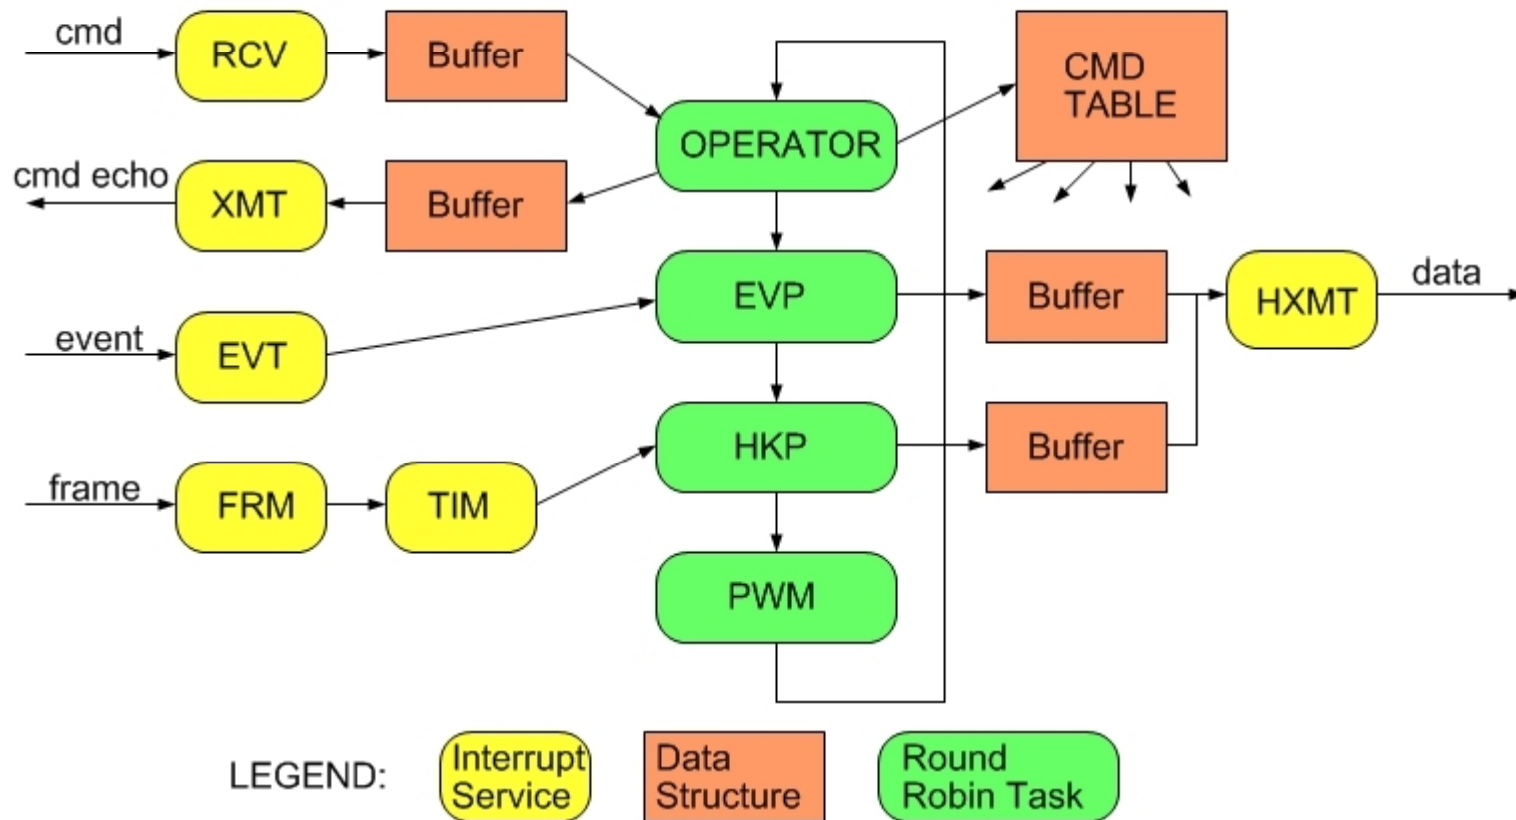 cmd
RCV
Buffer
CMD
TABLE
OPERATOR
cmd echo
XMT
Buffer
event
EVT
EVP
Buffer
HXMT
data
frame
FRM
TIM
HKP
Buffer
PWM
LEGEND:
Interrupt
Service
Data
Structure
Round
Robin Task